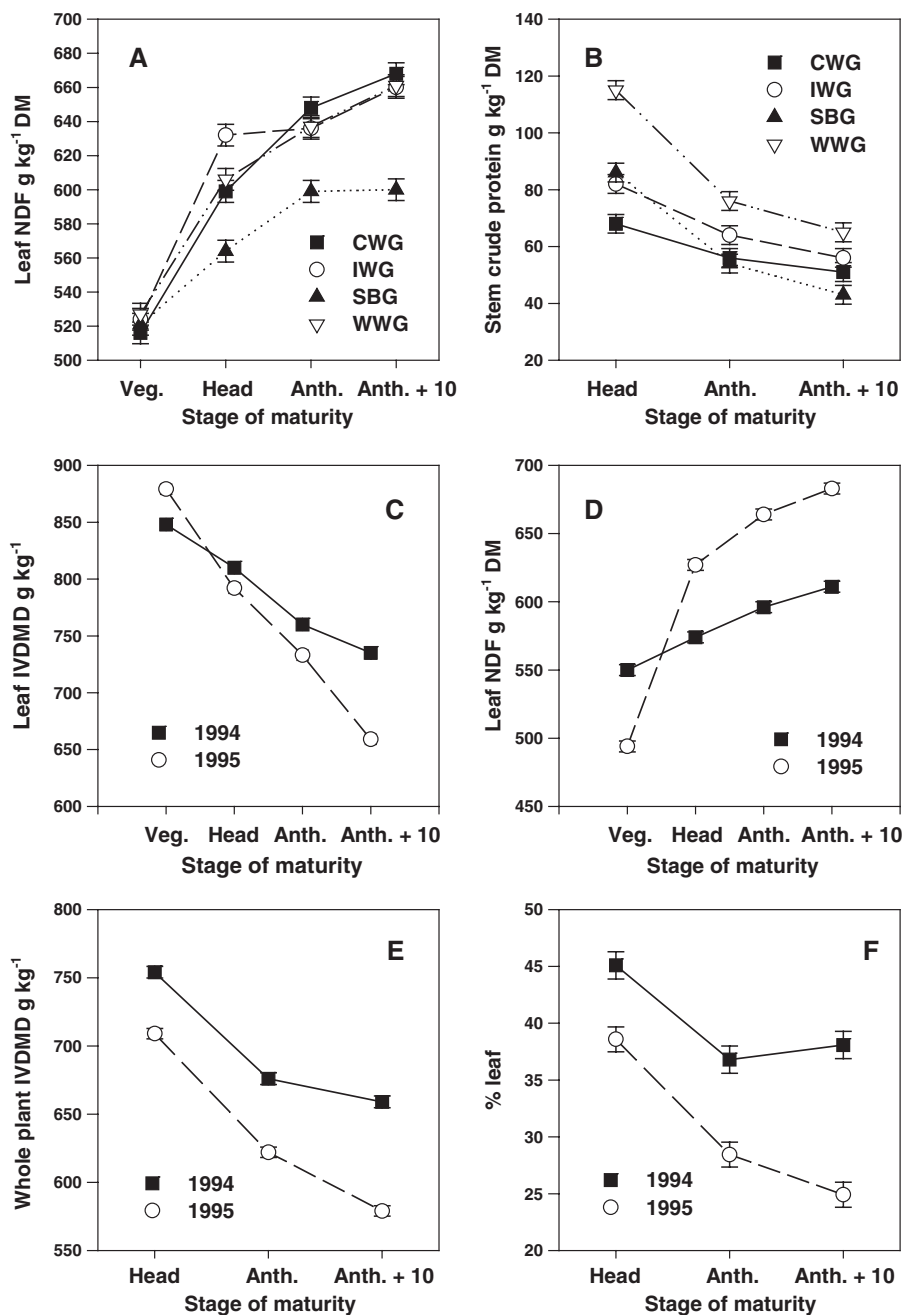 A
Leaf NDF g kg⁻¹ DM
700
680
660
640
620
600
580
560
540
520
500
CWG
IWG
SBG
WWG
Veg. Head Anth. Anth. + 10
Stage of maturity
B
Stem crude protein g kg⁻¹ DM
140
120
100
80
60
40
20
CWG
IWG
SBG
WWG
Head Anth. Anth. + 10
Stage of maturity
C
Leaf IVDMD g kg⁻¹
900
850
800
750
700
650
600
1994
1995
Veg. Head Anth. Anth. + 10
Stage of maturity
D
Leaf NDF g kg⁻¹ DM
700
650
600
550
500
450
1994
1995
Veg. Head Anth. Anth. + 10
Stage of maturity
E
Whole plant IVDMD g kg⁻¹
800
750
700
650
600
550
1994
1995
Head Anth. Anth. + 10
Stage of maturity
F
% leaf
50
45
40
35
30
25
20
1994
1995
Head Anth. Anth. + 10
Stage of maturity